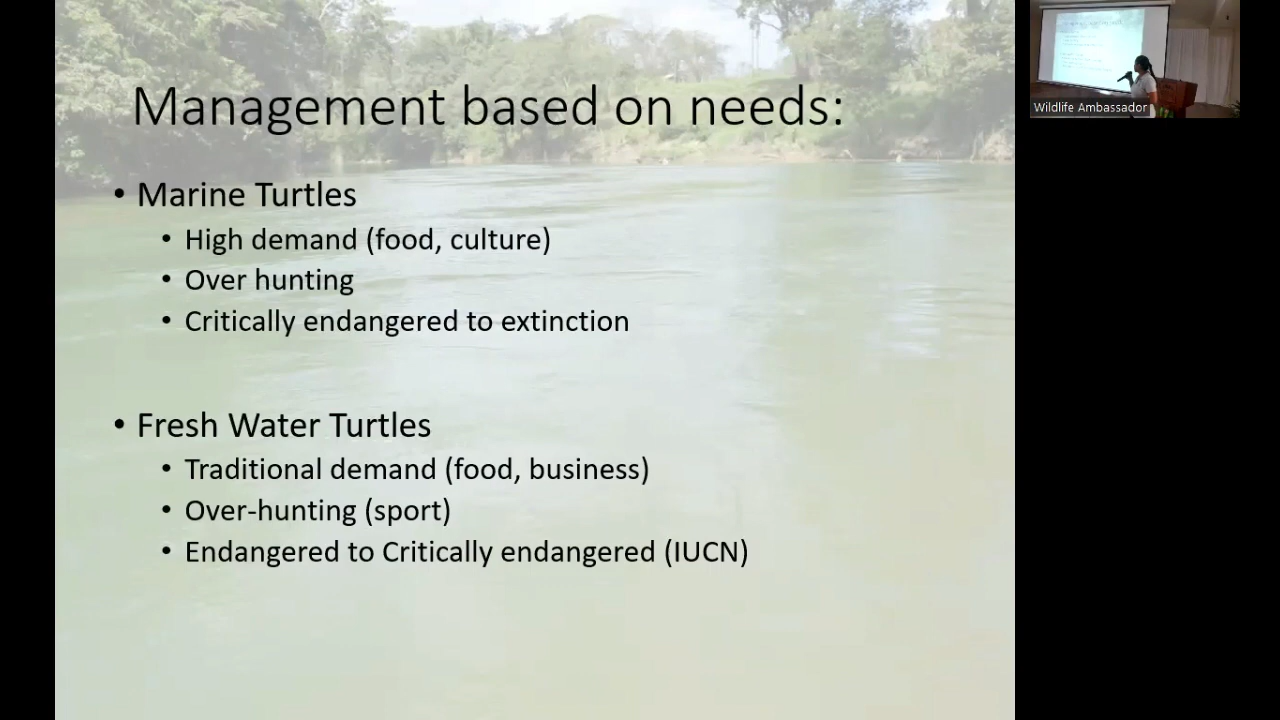 Management based on needs:
• Marine Turtles
• High demand (food, culture)
• Over hunting
• Critically endangered to extinction
• Fresh Water Turtles
• Traditional demand (food, business)
• Over-hunting (sport)
• Endangered to Critically endangered (IUCN)
Wildlife Ambassador